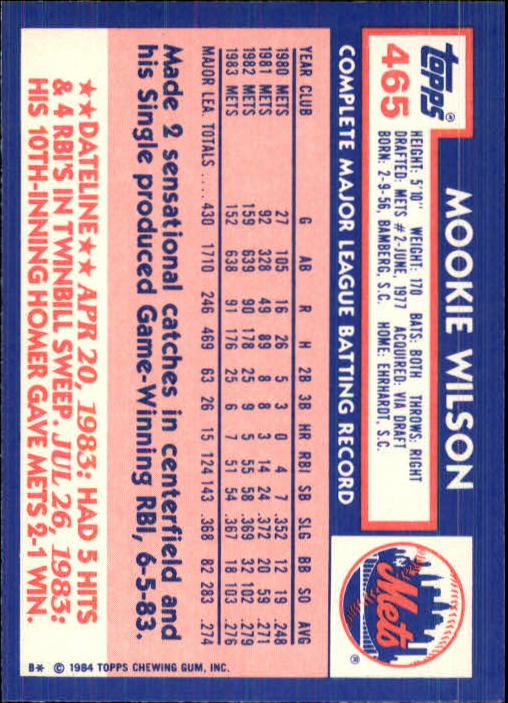 topps®
465
MOOKIE WILSON
HEIGHT: 5'10" WEIGHT: 170 BATS: BOTH THROWS: RIGHT
DRAFTED: METS #2-JUNE, 1977 ACQUIRED: VIA DRAFT
BORN: 2-9-56, BAMBERG, S.C. HOME: EHRHARDT, S.C.
Mets
®
COMPLETE MAJOR LEAGUE BATTING RECORD
YEAR CLUB G AB R H 2B 3B HR RBI SB SLG BB SO AVG
1980 METS 27 105 16 26 5 3 0 4 7 .352 12 19 .248
1981 METS 92 328 49 89 8 8 3 14 24 .372 20 59 .271
1982 METS 159 639 90 178 25 9 5 55 58 .369 32 102 .279
1983 METS 152 638 91 176 25 6 7 51 54 .367 18 103 .276
MAJOR LEA. TOTALS .... 430 1710 246 469 63 26 15 124 143 .368 82 283 .274
Made 2 sensational catches in centerfield and
his Single produced Game-Winning RBI, 6-5-83.
★★DATELINE★★ APR 20, 1983: HAD 5 HITS
& 4 RBI'S IN TWINBILL SWEEP. JUL 26, 1983:
HIS 10TH-INNING HOMER GAVE METS 2-1 WIN.
B* © 1984 TOPPS CHEWING GUM, INC.